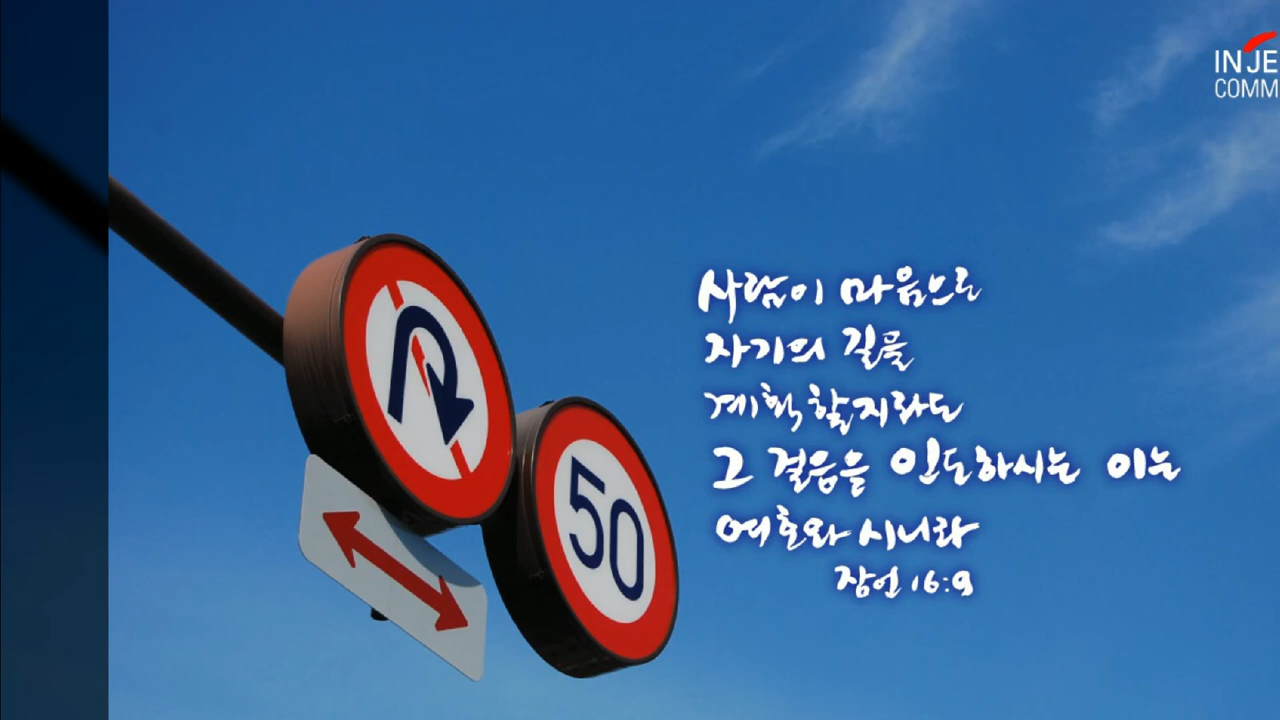 IN JE
COMM
사람이 마음으로
자기의 길을
계획할지라도
그 걸음을 인도하시는 이는
여호와시니라
잠언 16:9
50